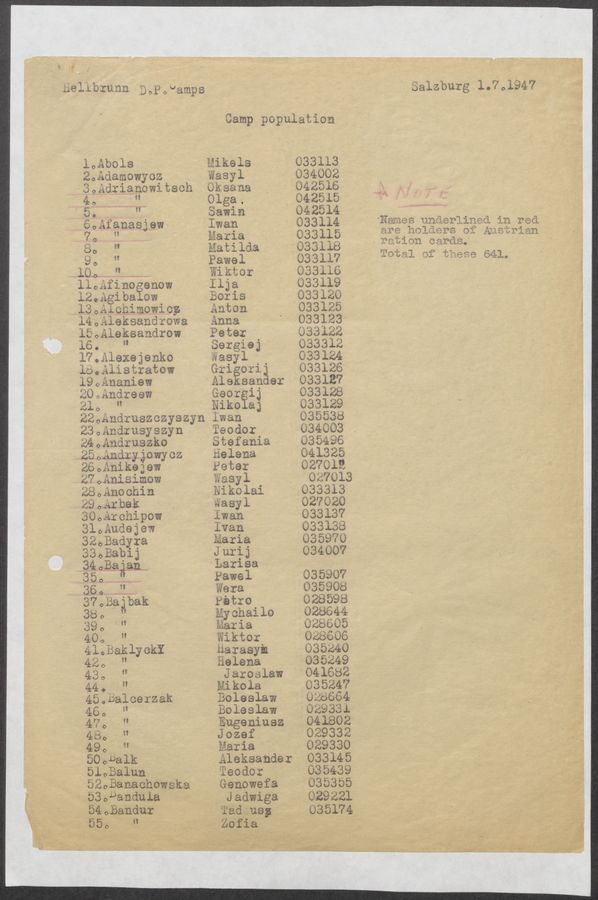 Hellbrunn D.P.Camps Salzburg 1.7.1947
Camp population
1.Abols Mikels 033113
2.Adamowycz Wasyl 034002
3.Adrianowitsch Oksana 042516
4. " Olga. 042515
5. " Sawin 042514
6.Afanasjew Iwan 033114
7. " Maria 033115
8. " Matilda 033118
9. " Pawel 033117
10. " Wiktor 033116
11.Afinogenow Ilja 033119
12.Agibalow Boris 033120
13.Alchimowicz Anton 033125
14.Aleksandrowa Anna 033123
15.Aleksandrow Peter 033122
16. " Sergiej 033312
17.Alexejenko Wasyl 033124
18.Alistratow Grigorij 033126
19.Ananiew Aleksander 033127
20.Andreew Georgij 033128
21. " Nikolaj 033129
22.Andruszczyszyn Iwan 035538
23.Andrusyszyn Teodor 034003
24.Andruszko Stefania 035496
25.Andryjowycz Helena 041325
26.Anikejew Peter 027012
27.Anisimow Wasyl 027013
28.Anochin Nikolai 033313
29.Arbek Wasyl 027020
30.Archipow Iwan 033137
31.Audejew Ivan 033138
32.Badyra Maria 035970
33.Babij Jurij 034007
34.Bajan Larisa
35. " Pawel 035907
36. " Wera 035908
37.Bajbak Petro 028598
38. " Mychailo 028644
39. " Maria 028605
40. " Wiktor 028606
41.BaklyckY Harasym 035240
42. " Helena 035249
43. " Jaroslaw 041682
44. " Mikola 035247
45.Balcerzak Boleslaw 028664
46. " Boleslaw 029331
47. " Eugeniusz 041802
48. " Jozef 029332
49. " Maria 029330
50.Balk Aleksander 033145
51.Balun Teodor 035439
52.Banachowska Genowefa 035355
53.Bandula Jadwiga 029221
54.Bandur Tad usz 035174
55. " Zofia
NOTE
Names underlined in red
are holders of Austrian
ration cards.
Total of these 641.